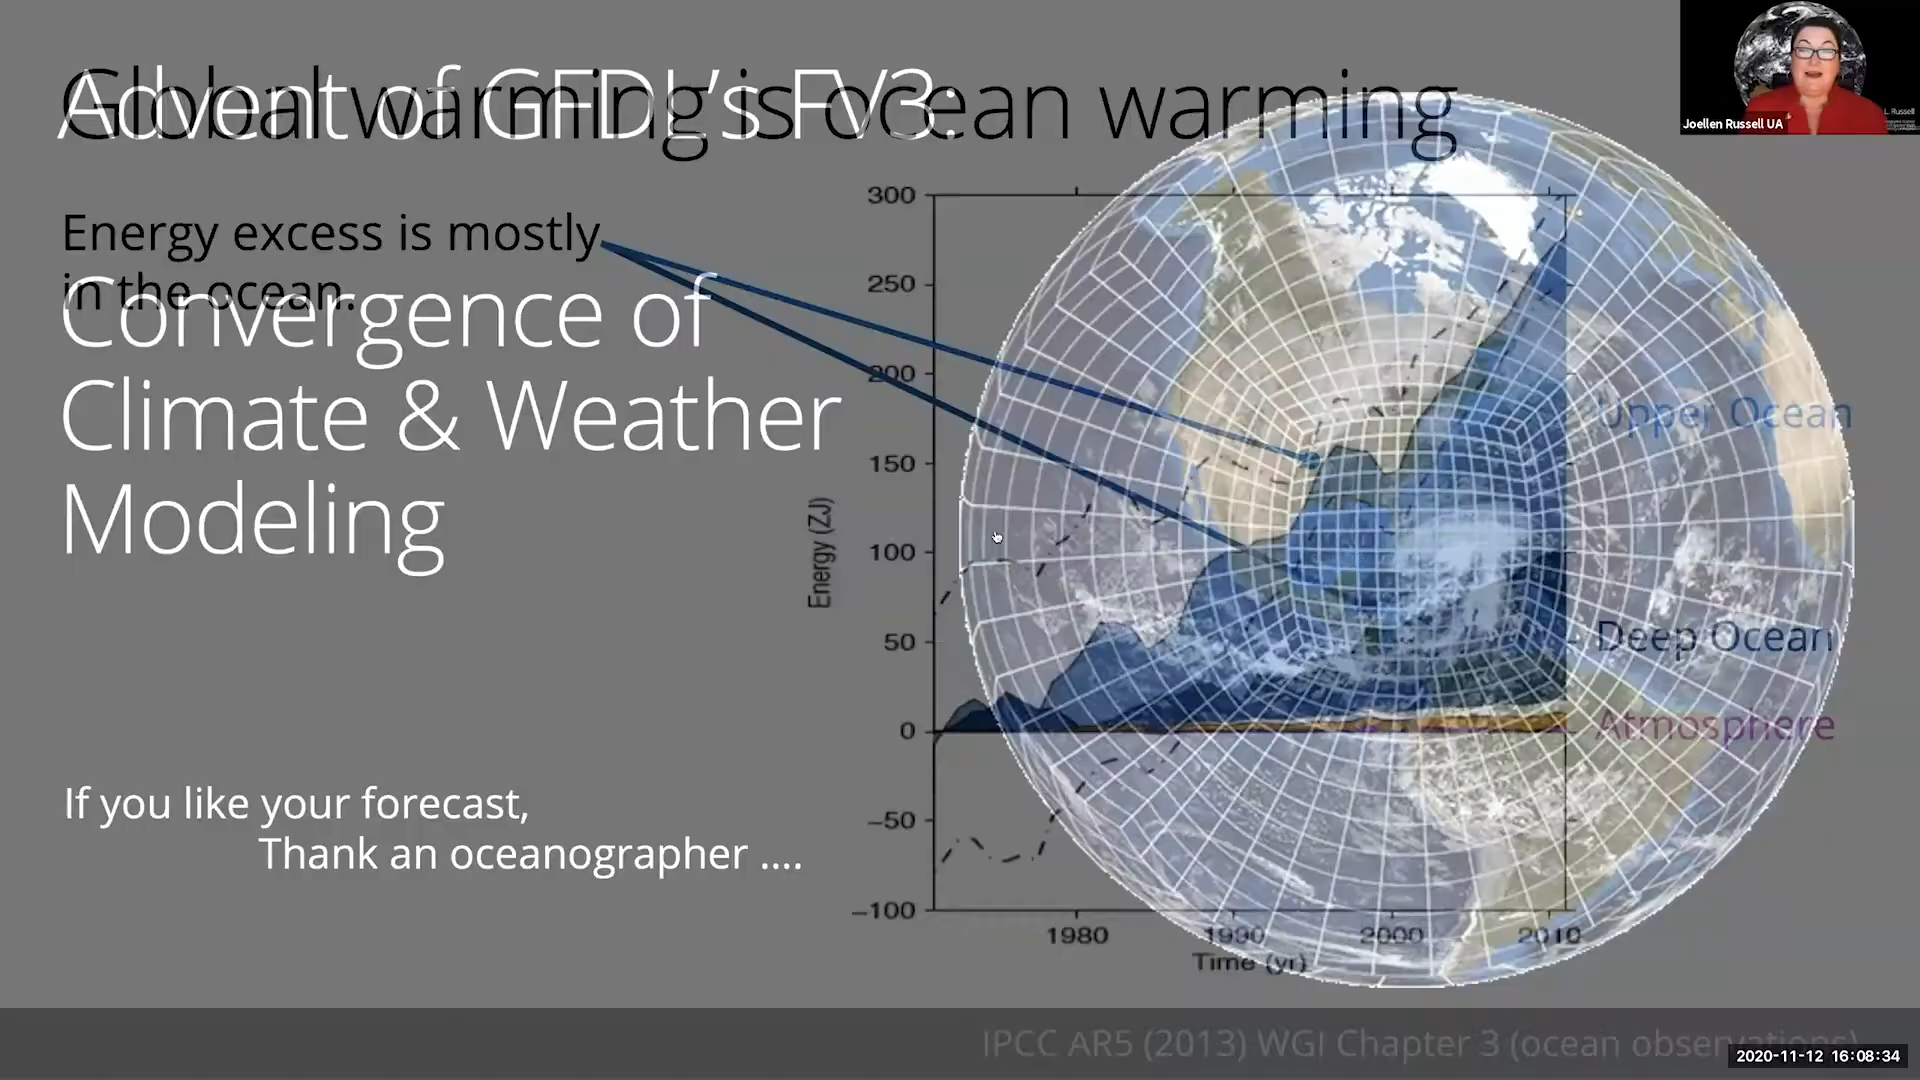 Global warming is ocean warming
Advent of GFDL's FV3:
Joellen Russell UA
Energy excess is mostly
in the ocean.
Convergence of
Climate & Weather
Modeling
If you like your forecast,
Thank an oceanographer ....
300
250
200
150
100
50
0
−50
−100
Energy (ZJ)
1980
1990
2000
2010
Time (yr)
Upper Ocean
Deep Ocean
Atmosphere
IPCC AR5 (2013) WGI Chapter 3 (ocean observations)
2020-11-12 16:08:34